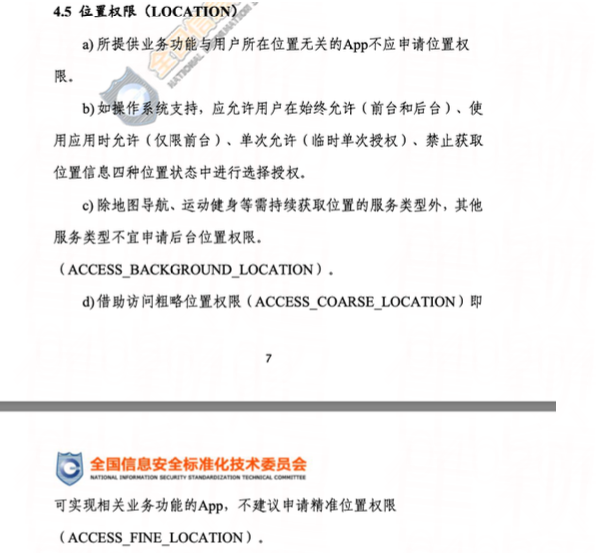 4.5 位置权限（LOCATION）
a)所提供业务功能与用户所在位置无关的App不应申请位置权
限。
b)如操作系统支持，应允许用户在始终允许（前台和后台）、使
用应用时允许（仅限前台）、单次允许（临时单次授权）、禁止获取
位置信息四种位置状态中进行选择授权。
c)除地图导航、运动健身等需持续获取位置的服务类型外，其他
服务类型不宜申请后台位置权限。
（ACCESS_BACKGROUND_LOCATION）。
d)借助访问粗略位置权限（ACCESS_COARSE_LOCATION）即
7
全国信息安全标准化技术委员会
NATIONAL INFORMATION SECURITY STANDARDIZATION TECHNICAL COMMITTEE
可实现相关业务功能的App，不建议申请精准位置权限
（ACCESS_FINE_LOCATION）。